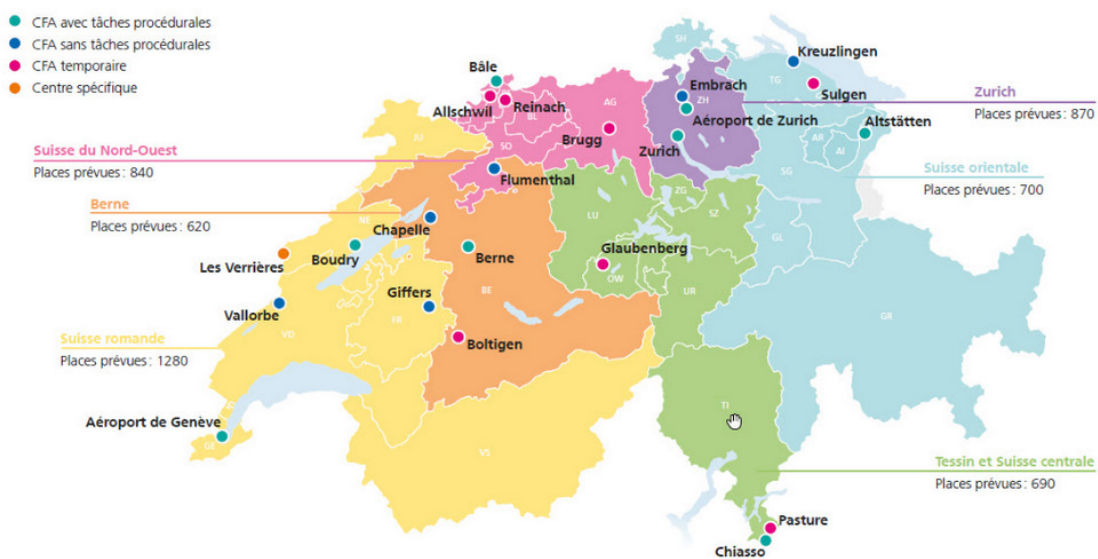 CFA avec tâches procédurales
CFA sans tâches procédurales
CFA temporaire
Centre spécifique
Kreuzlingen
Bâle
SH
TG
Embrach
ZH
Sulgen
Zurich
Places prévues : 870
Allschwil
Reinach
BL
AG
Aéroport de Zurich
Altstätten
JU
SO
Brugg
Zurich
AR
AI
Suisse du Nord-Ouest
Places prévues : 840
Flumenthal
SG
Suisse orientale
Places prévues : 700
ZG
Berne
Places prévues : 620
NE
LU
SZ
Chapelle
GL
Les Verrières
Boudry
Berne
Glaubenberg
OW
Giffers
BE
UR
Vallorbe
FR
GR
Suisse romande
Places prévues : 1280
VD
Boltigen
Aéroport de Genève
GE
TI
VS
Tessin et Suisse centrale
Places prévues : 690
Pasture
Chiasso